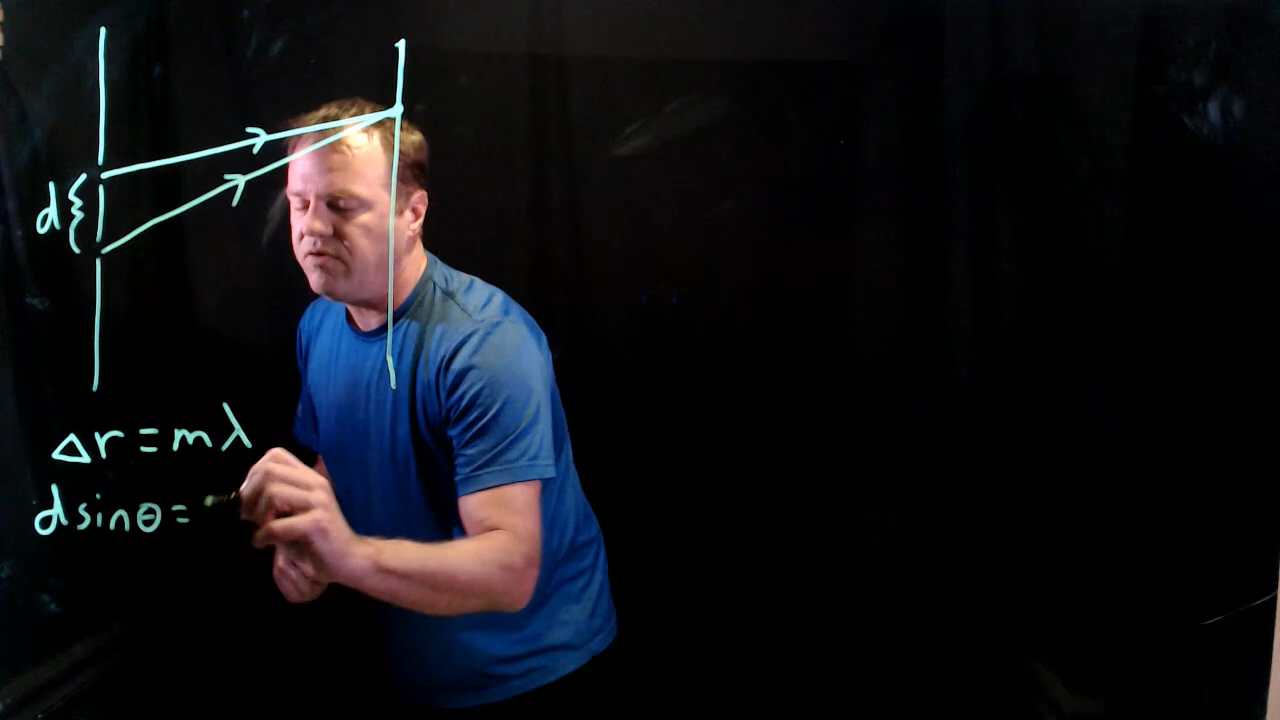 d
Δr = mλ
d sinθ =